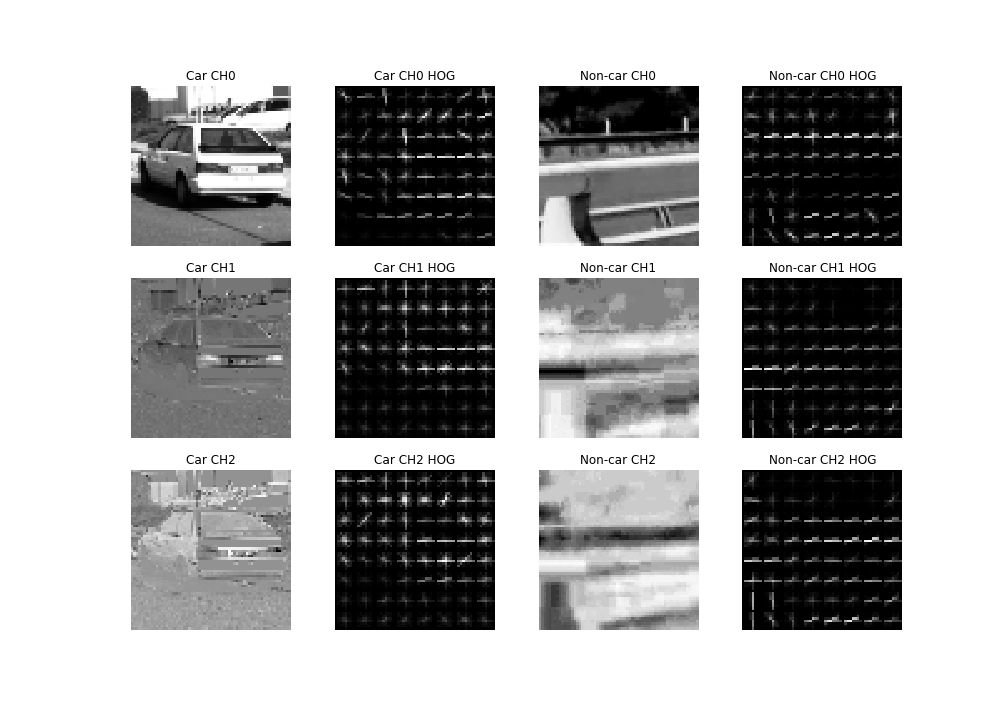 Car CH0
Car CH0 HOG
Non-car CH0
Non-car CH0 HOG
Car CH1
Car CH1 HOG
Non-car CH1
Non-car CH1 HOG
Car CH2
Car CH2 HOG
Non-car CH2
Non-car CH2 HOG